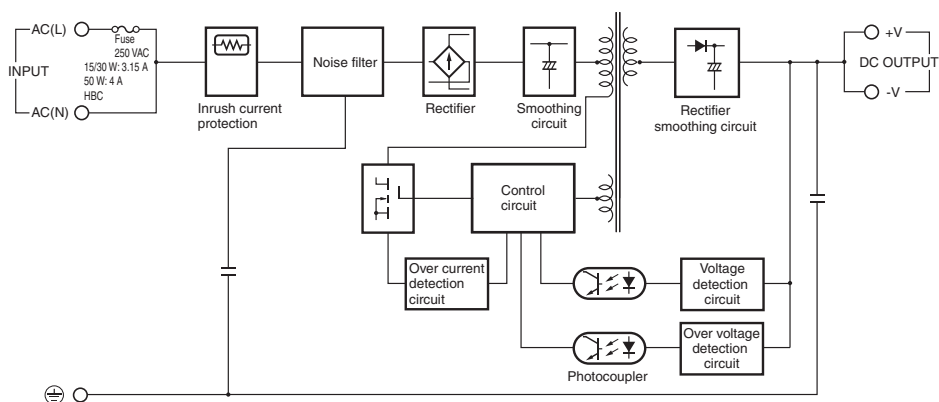 AC(L)
Fuse
250 VAC
15/30 W: 3.15 A
50 W: 4 A
HBC
INPUT
AC(N)
Inrush current
protection
Noise filter
Rectifier
Smoothing
circuit
Rectifier
smoothing circuit
+V
DC OUTPUT
-V
Control
circuit
Over current
detection
circuit
Voltage
detection
circuit
Over voltage
detection
circuit
Photocoupler